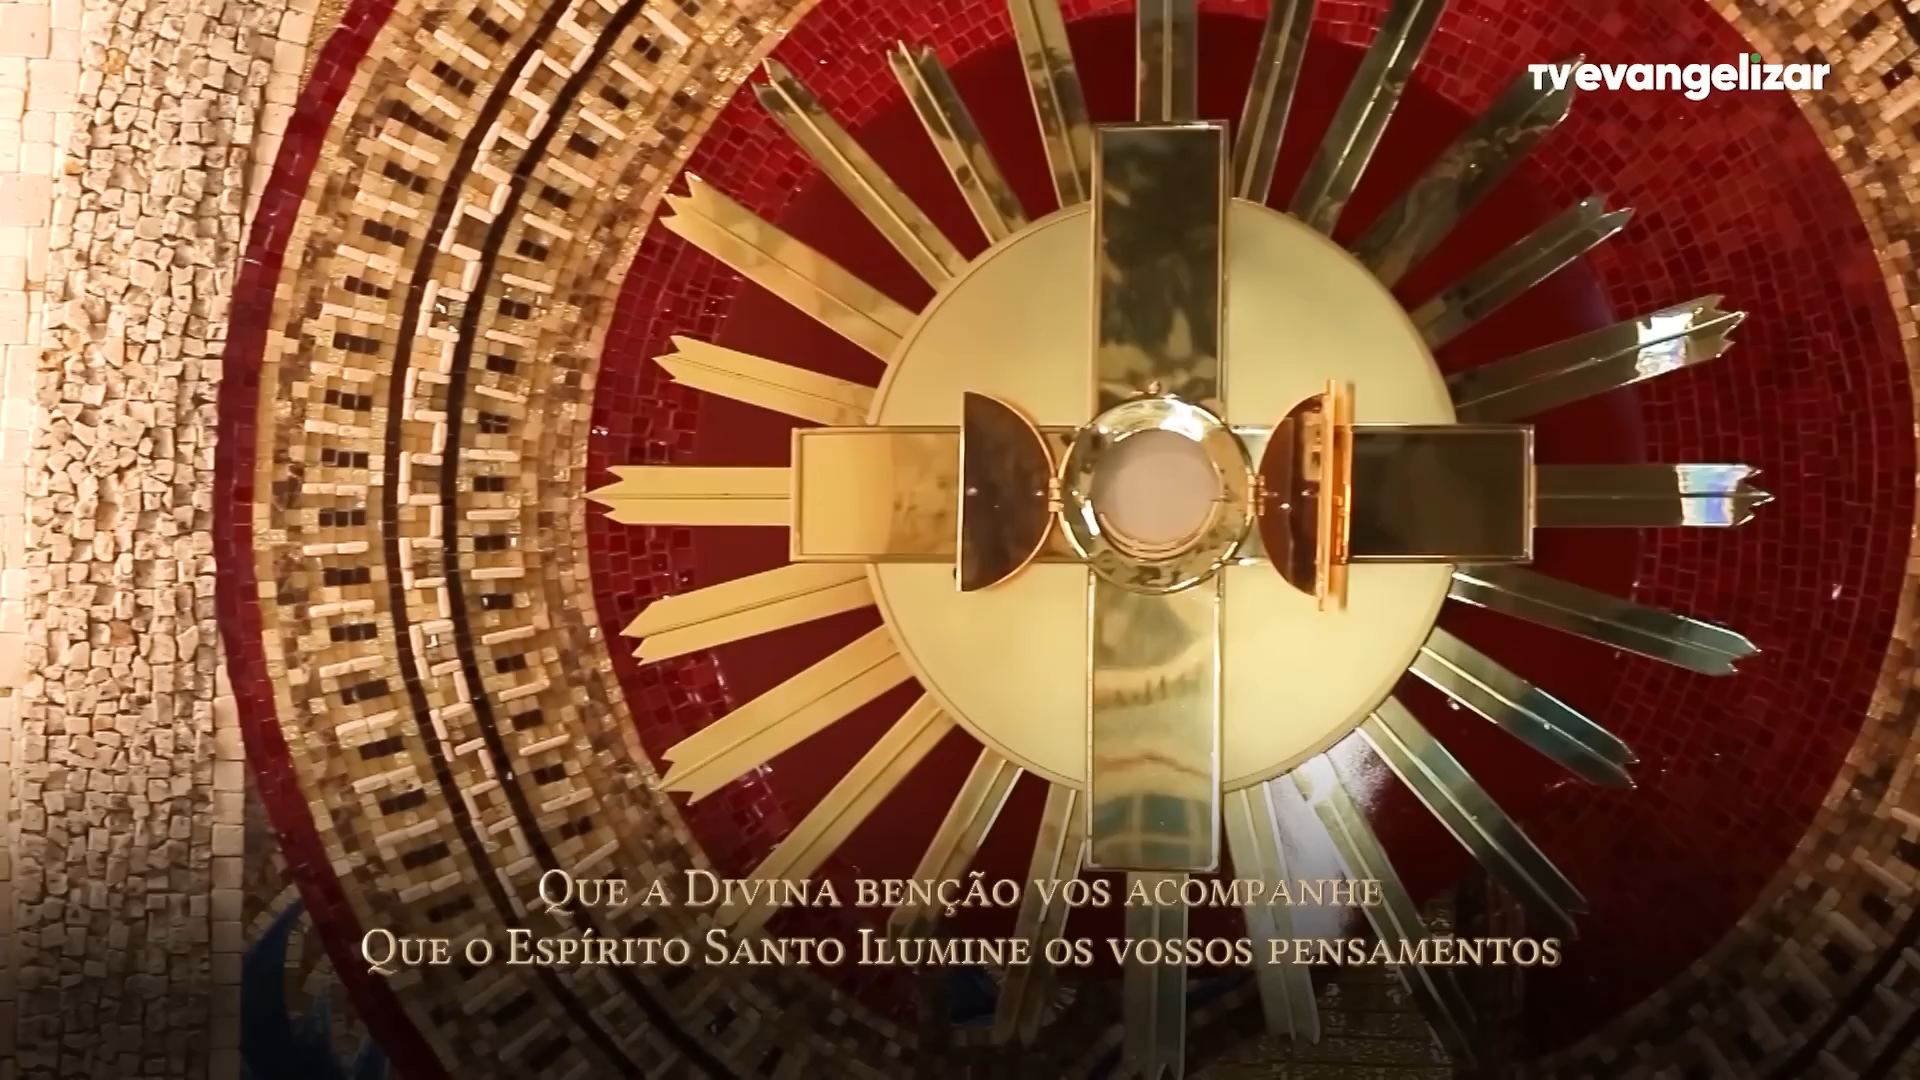 TVevangelizar
Que a Divina benção vos acompanhe
Que o Espírito Santo Ilumine os vossos pensamentos